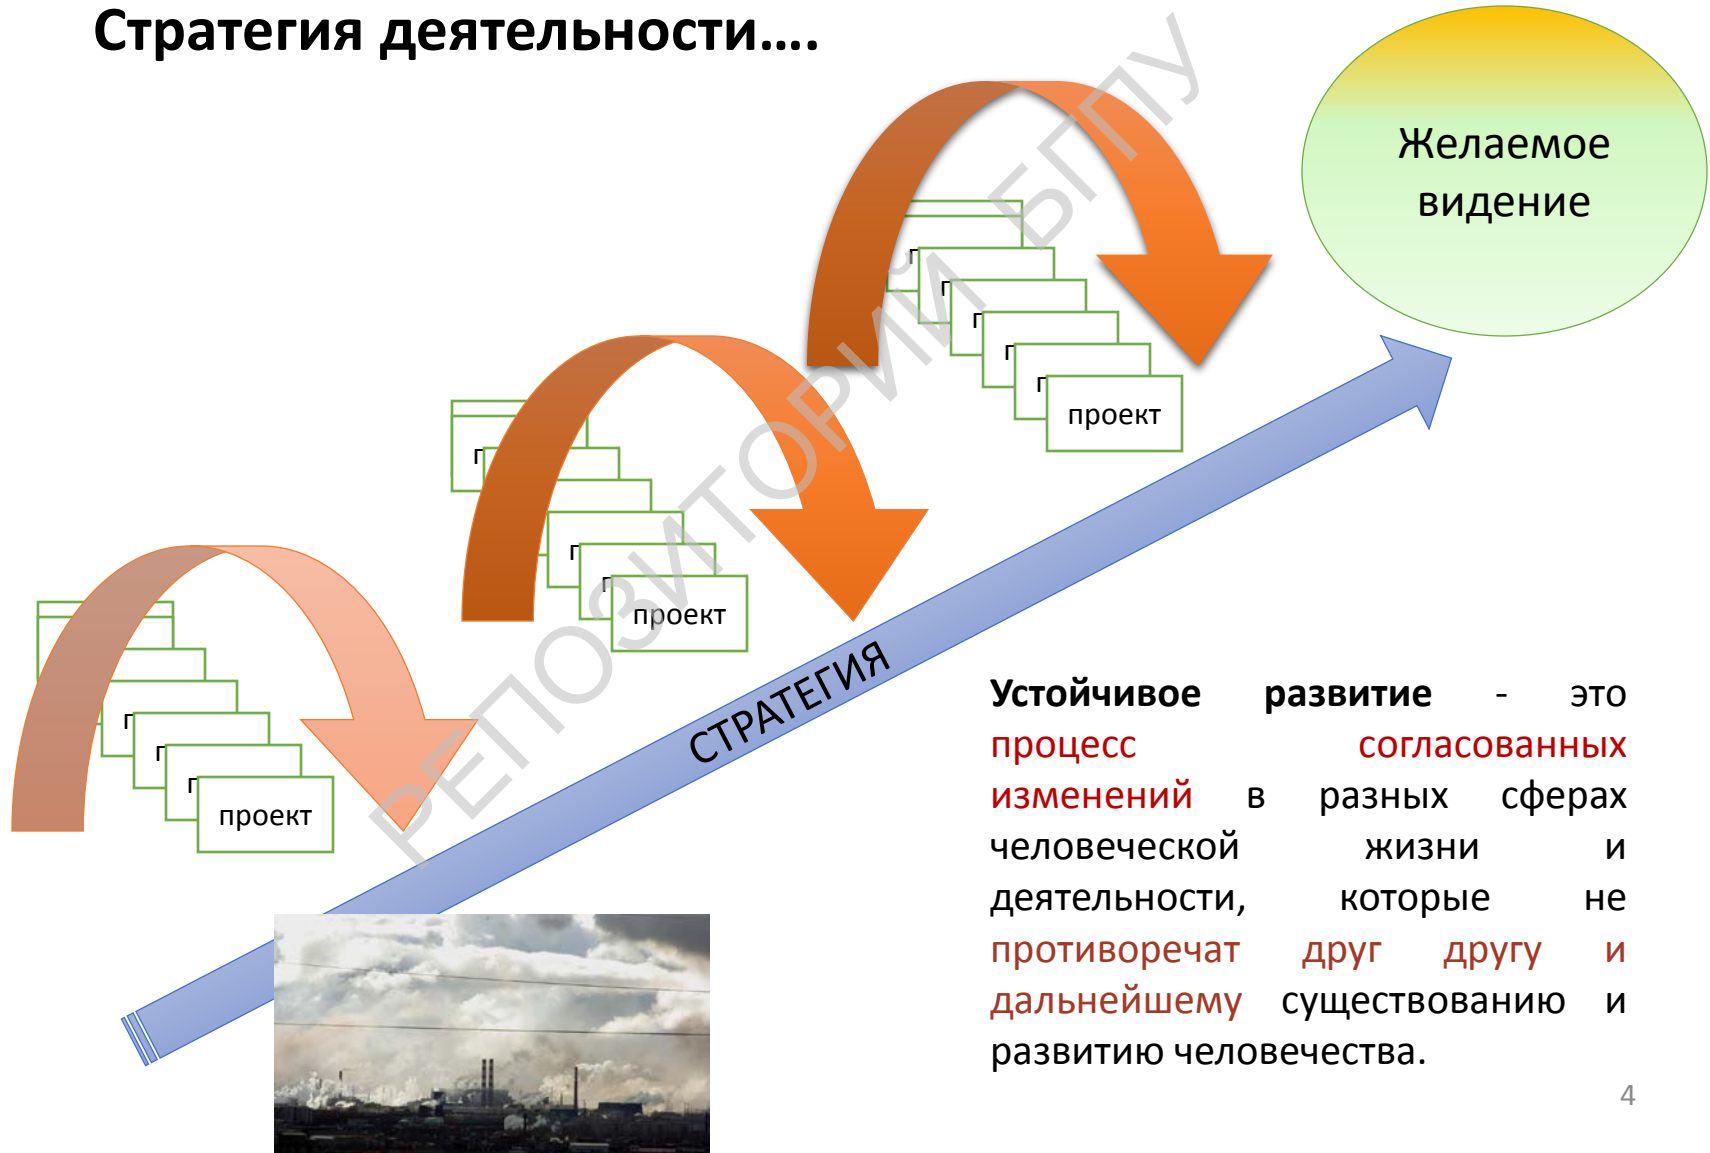 Стратегия деятельности....
Желаемое
видение
проект
проект
проект
СТРАТЕГИЯ
РЕПОЗИТОРИЙ БГПУ
Устойчивое развитие - это
процесс согласованных
изменений в разных сферах
человеческой жизни и
деятельности, которые не
противоречат друг другу и
дальнейшему существованию и
развитию человечества.
4